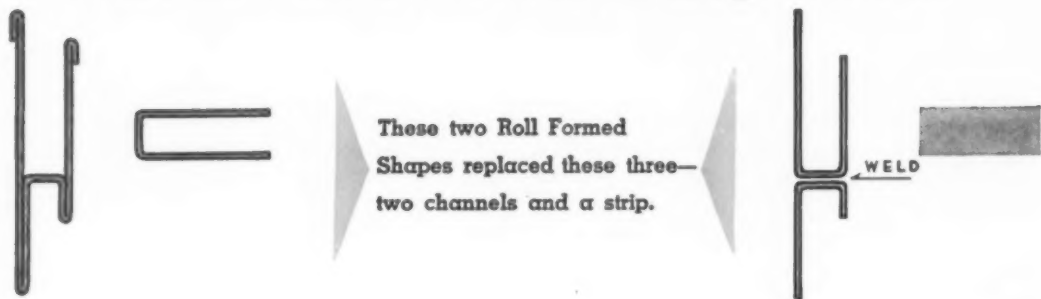 These two Roll Formed
Shapes replaced these three—
two channels and a strip.
WELD